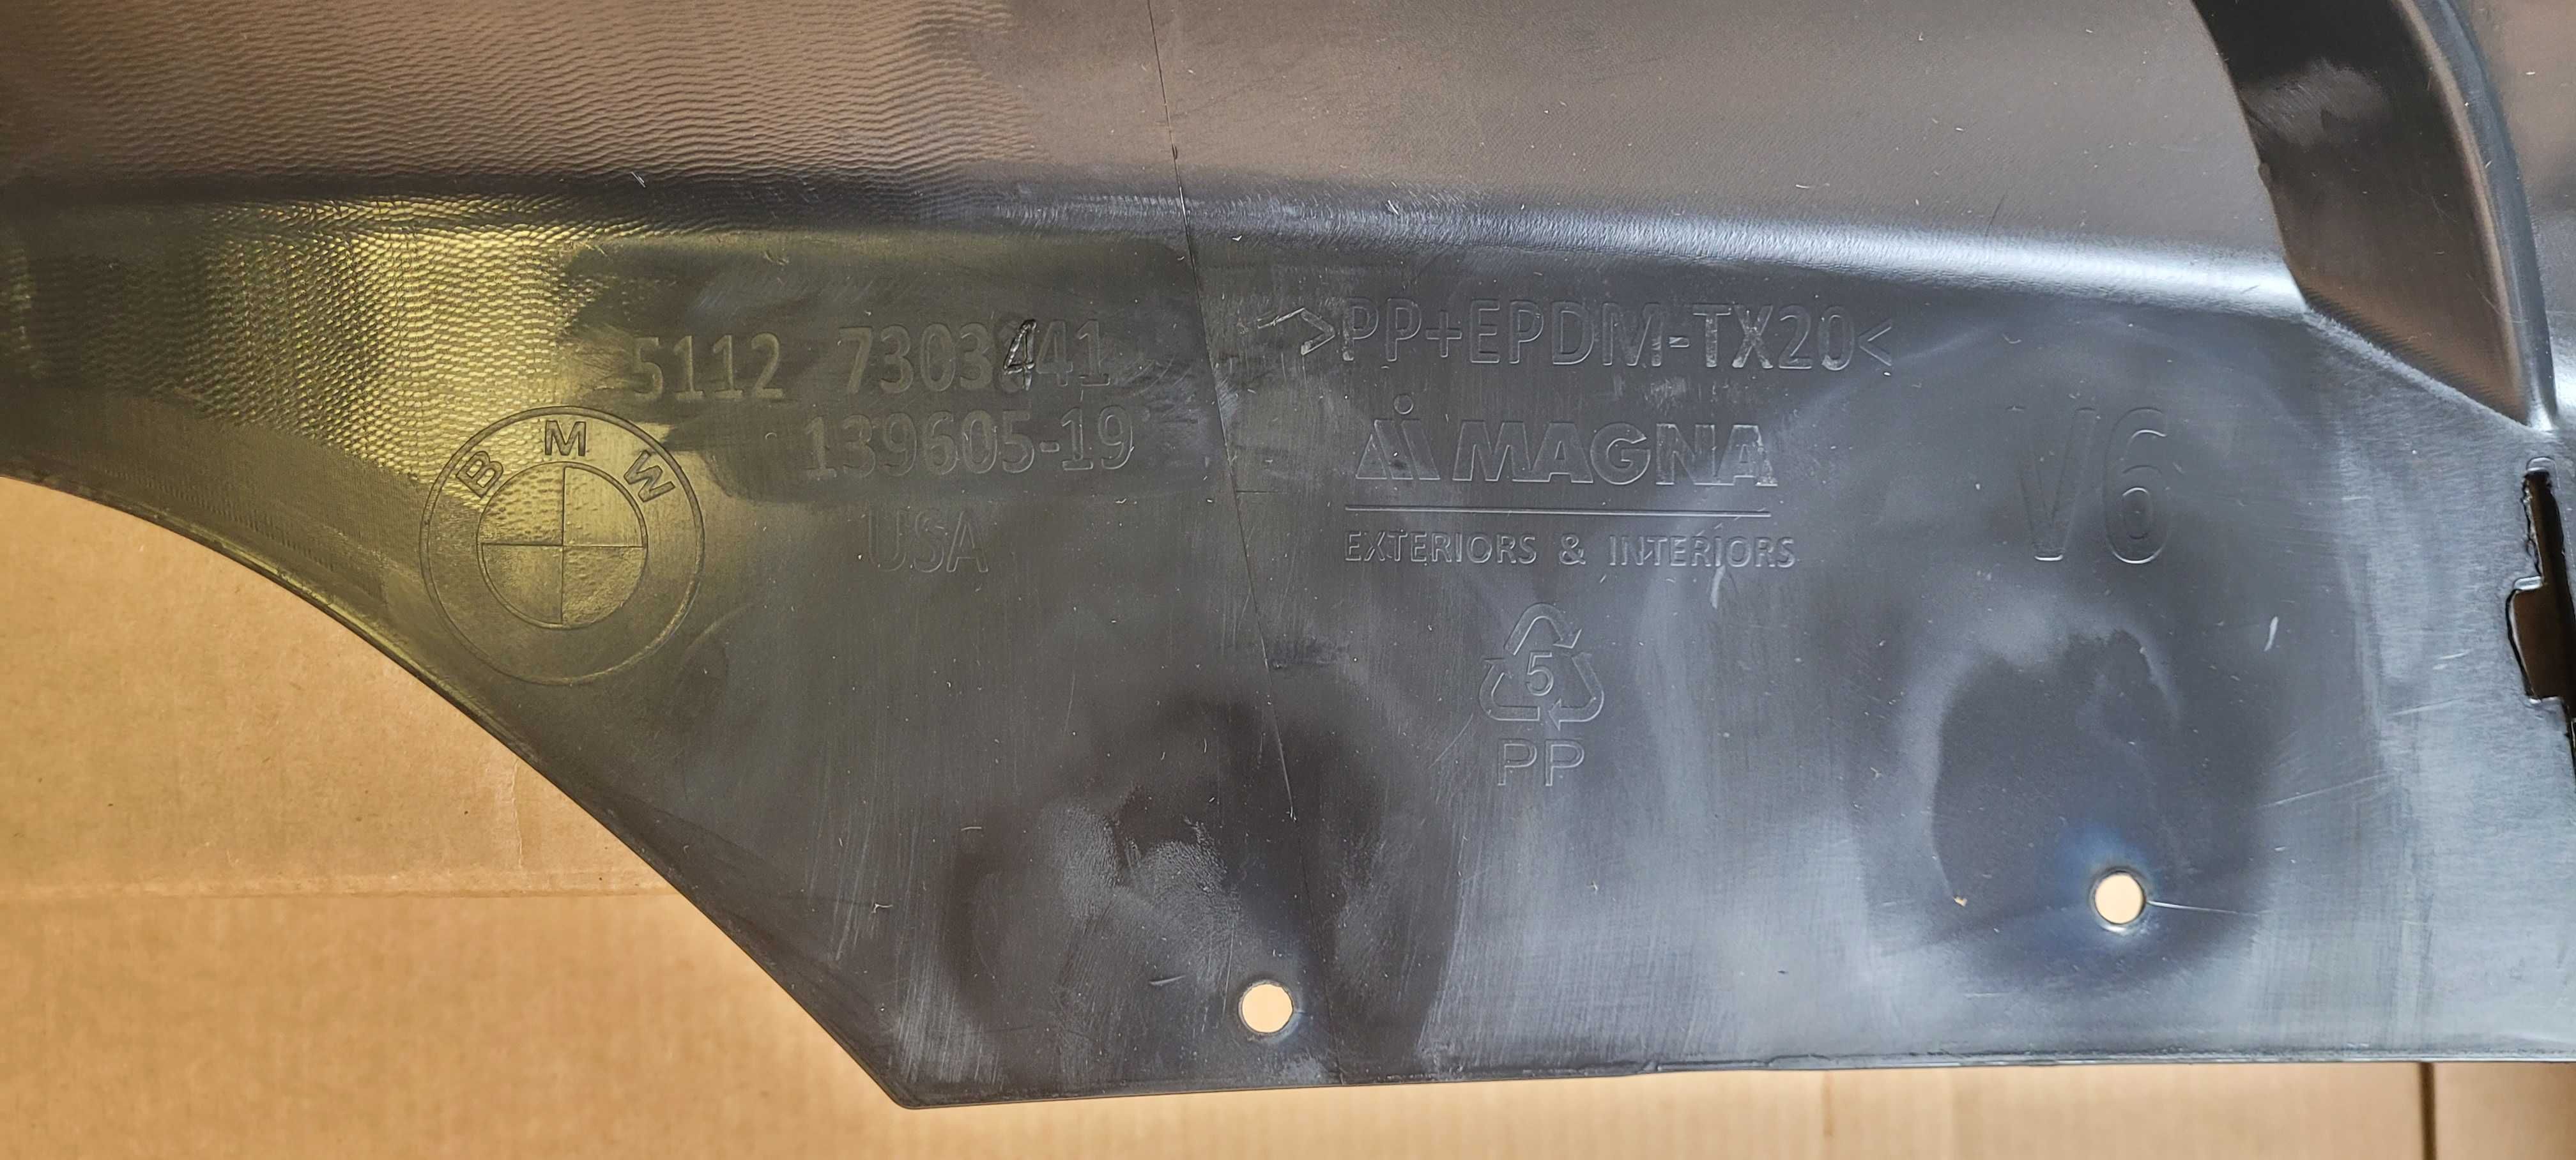 5112 7303441
139605-19
USA
BMW
>PP+EPDM-TX20<
MAGNA
EXTERIORS & INTERIORS
5
PP
V6